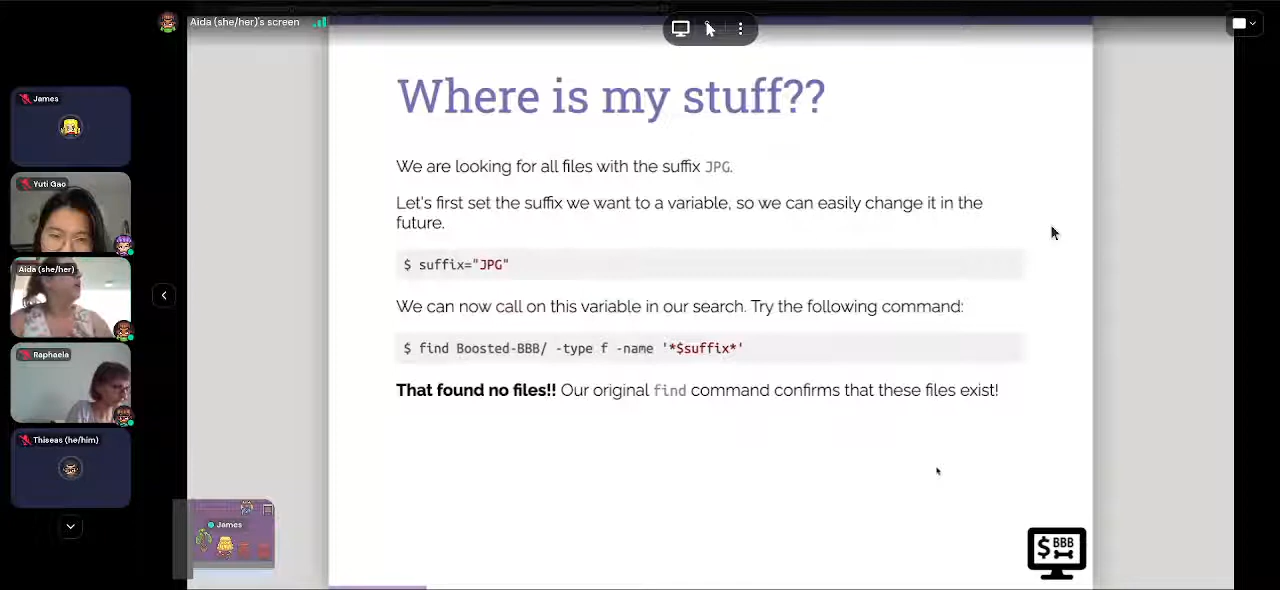 Aida (she/her)'s screen
James
Yuti Gao
Aida (she/her)
Raphaela
Thiseas (he/him)
James
Where is my stuff??
We are looking for all files with the suffix JPG.
Let's first set the suffix we want to a variable, so we can easily change it in the
future.
$ suffix="JPG"
We can now call on this variable in our search. Try the following command:
$ find Boosted-BBB/ -type f -name '*$suffix*'
That found no files!! Our original find command confirms that these files exist!
$ BBB